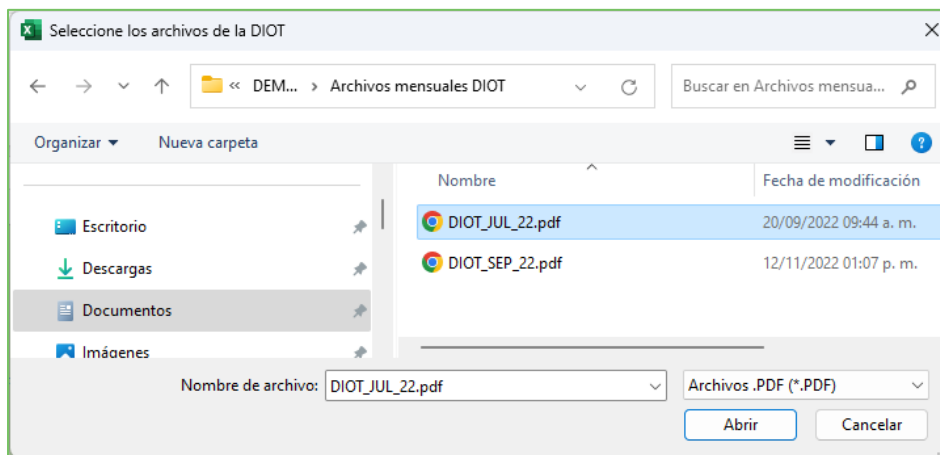 Seleccione los archivos de la DIOT
« DEM... › Archivos mensuales DIOT
Buscar en Archivos mensua...
Organizar
Nueva carpeta
Nombre
Fecha de modificación
Escritorio
Descargas
Documentos
Imágenes
DIOT_JUL_22.pdf 20/09/2022 09:44 a. m.
DIOT_SEP_22.pdf 12/11/2022 01:07 p. m.
Nombre de archivo: DIOT_JUL_22.pdf
Archivos .PDF (*.PDF)
Abrir
Cancelar